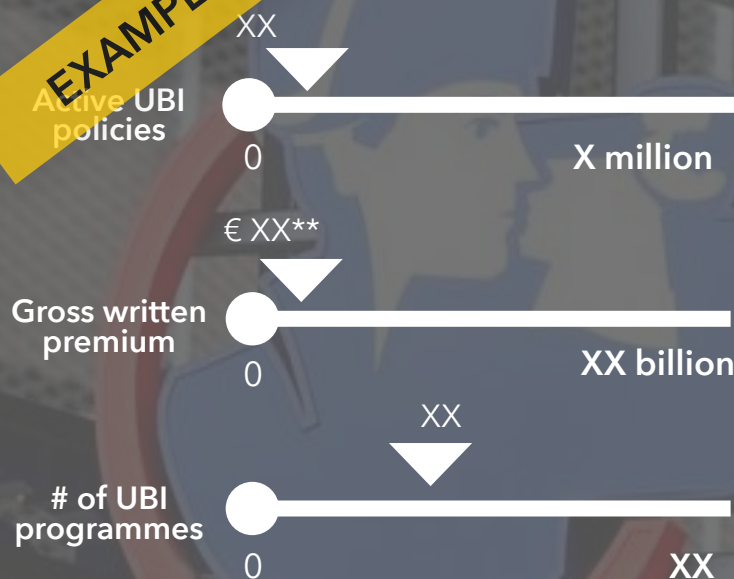 EXAMPLE
XX
Active UBI
policies
0
X million
€ XX**
Gross written
premium
0
XX billion
XX
# of UBI
programmes
0
XX